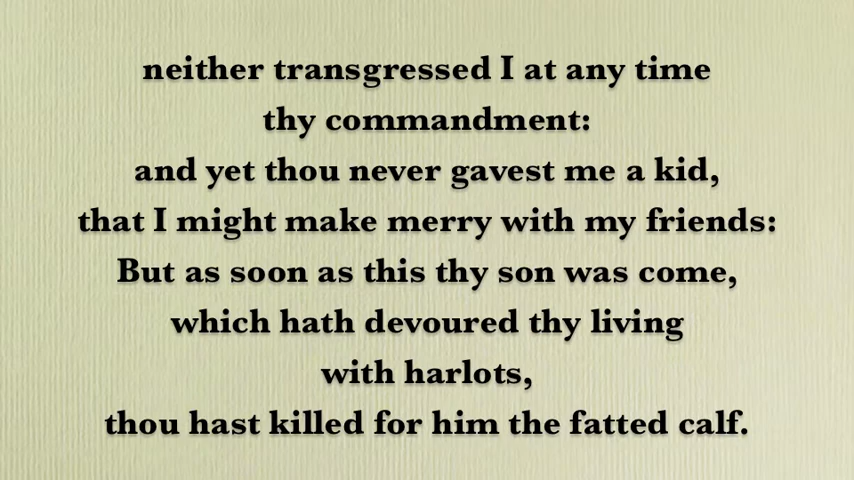 neither transgressed I at any time
thy commandment:
and yet thou never gavest me a kid,
that I might make merry with my friends:
But as soon as this thy son was come,
which hath devoured thy living
with harlots,
thou hast killed for him the fatted calf.